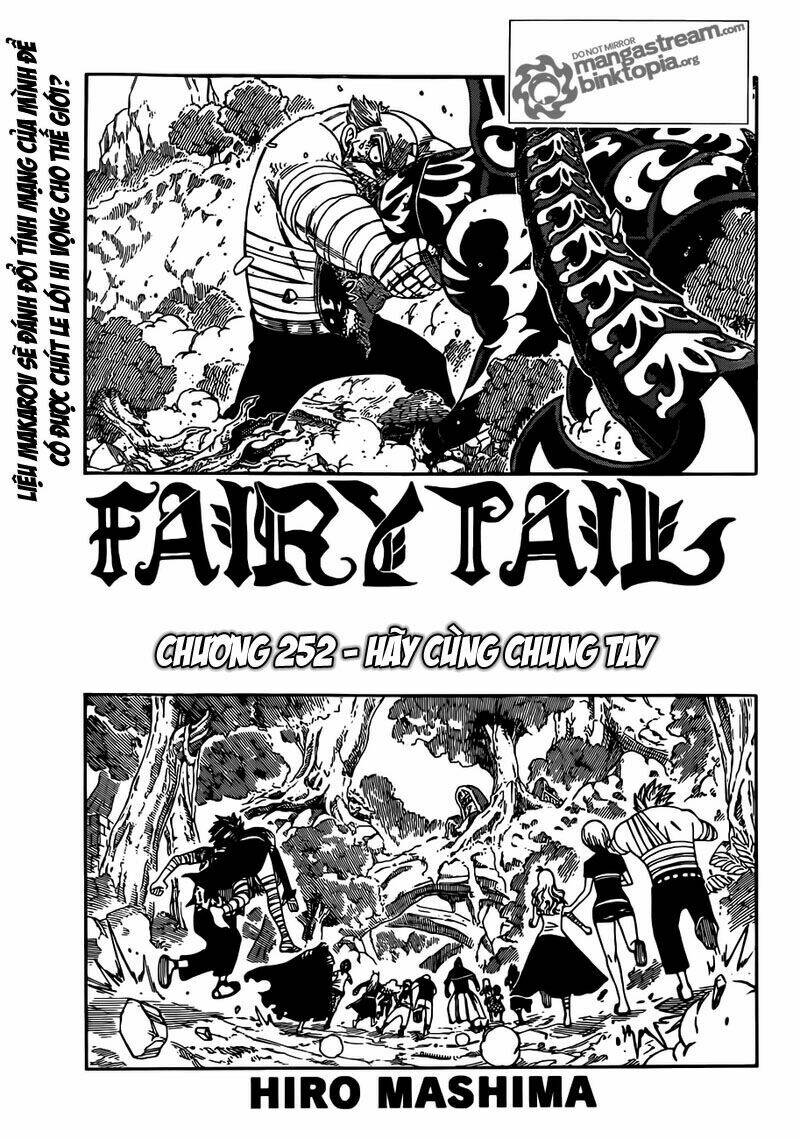 DO NOT MIRROR
mangastream.com
binktopia.org
LIỆU MAKAROV SẼ ĐÁNH ĐỔI TÍNH MẠNG CỦA MÌNH ĐỂ
CÓ ĐƯỢC CHÚT LE LÓI HI VỌNG CHO THẾ GIỚI?
FAIRY TAIL
CHƯƠNG 252 - HÃY CÙNG CHUNG TAY
HIRO MASHIMA